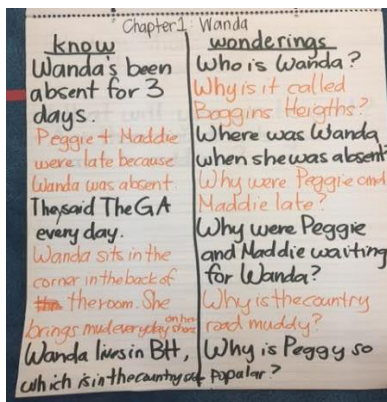 Chapter 1: Wanda
know
Wanda's been
absent for 3
days.
Peggie + Maddie
were late because
Wanda was absent.
They said The GA
every day.
Wanda sits in the
corner in the back of
the room. She
brings mud everyday on her shoes
Wanda lives in BH,
which is in the country
wonderings
Who is Wanda?
Why is it called
Boggins Heigths?
Where was Wanda
when she was absent?
Why were Peggie and
Maddie late?
Why were Peggie
and Maddie waiting
for Wanda?
Why is the country
road muddy?
Why is Peggy so
popalar?